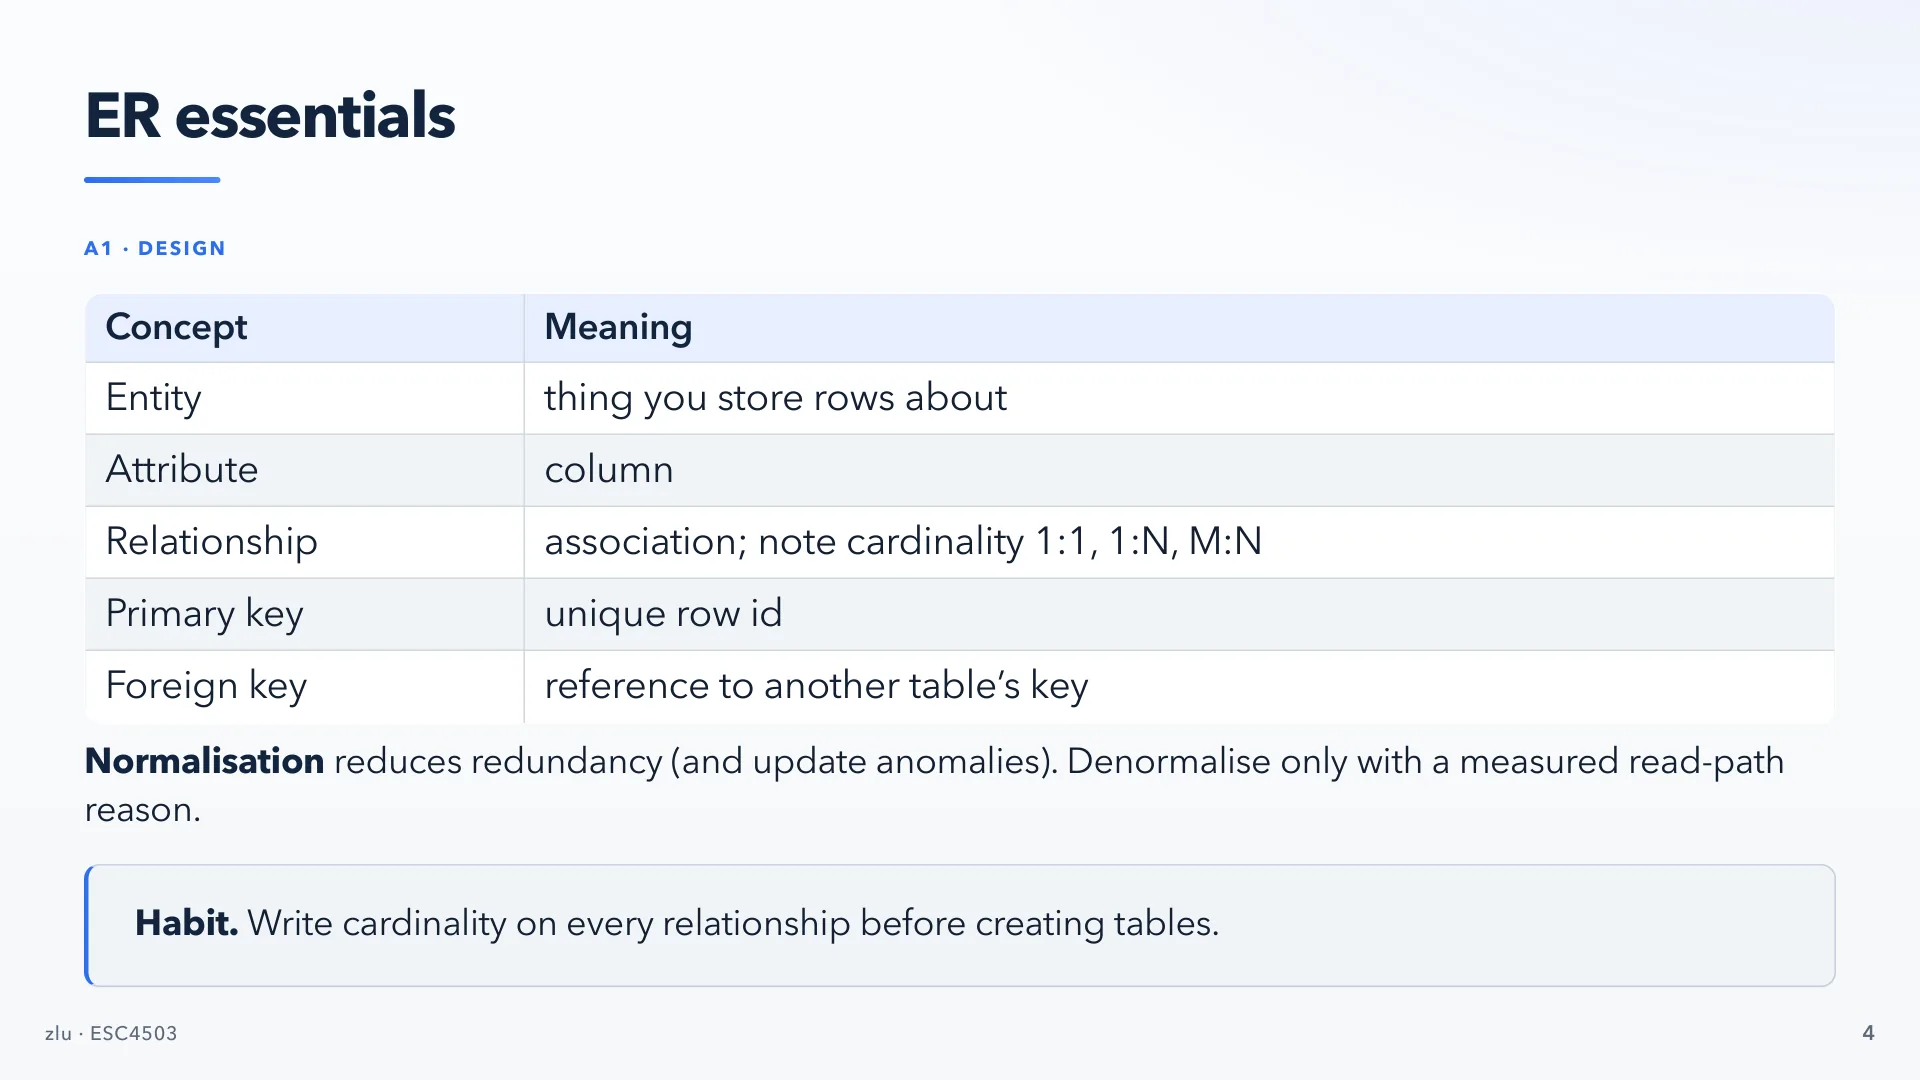 ER essentials
A1 · DESIGN
Concept Meaning
Entity thing you store rows about
Attribute column
Relationship association; note cardinality 1:1, 1:N, M:N
Primary key unique row id
Foreign key reference to another table’s key
Normalisation reduces redundancy (and update anomalies). Denormalise only with a measured read-path
reason.
Habit. Write cardinality on every relationship before creating tables.
zlu · ESC4503
4